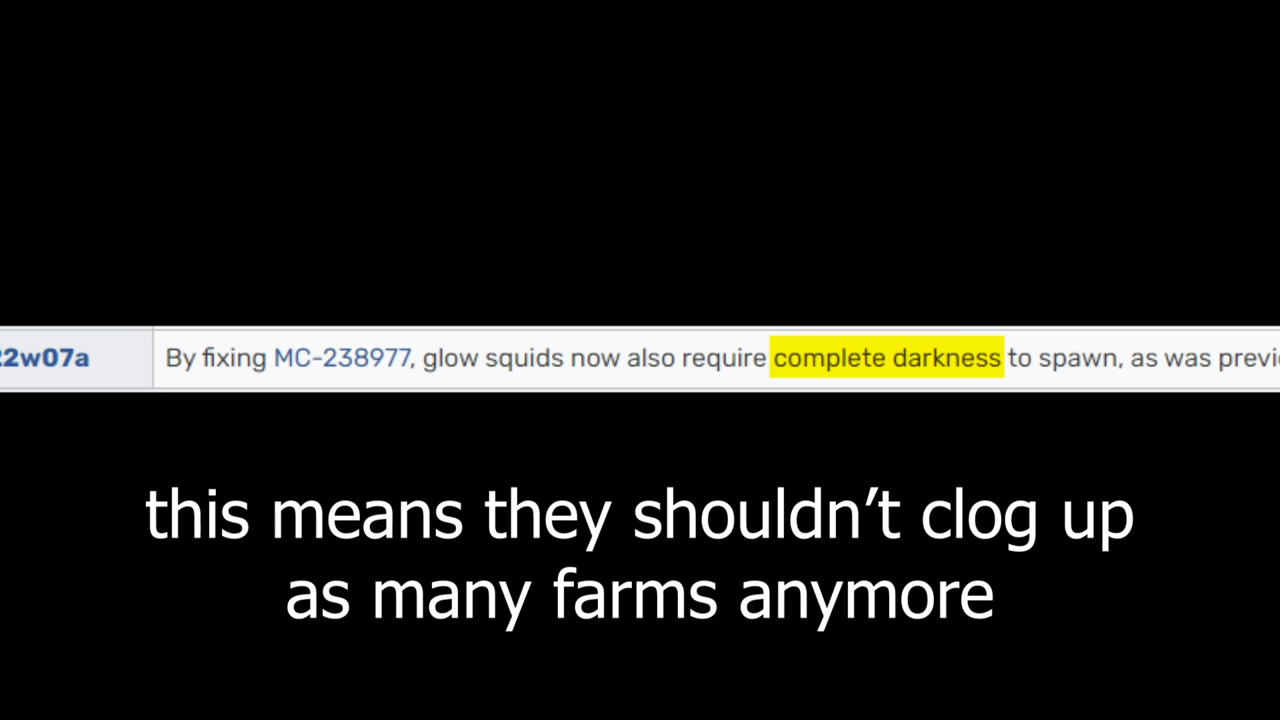 2w07a By fixing MC-238977, glow squids now also require complete darkness to spawn, as was previ
this means they shouldn’t clog up
as many farms anymore